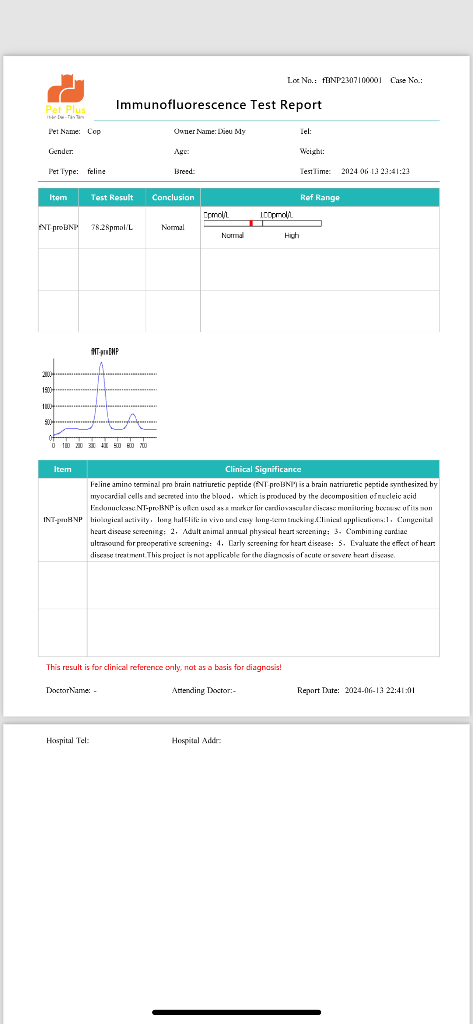 Lot No.: fBNP2307100001 Case No.:
Pet Plus
Hiện Đại - Tận Tâm
Immunofluorescence Test Report
Pet Name: Cop Owner Name: Dieu My Tel:
Gender: Age: Weight:
Pet Type: feline Breed: TestTime: 2024-06-13 23:41:23
Item Test Result Conclusion Ref Range
0pmol/L 100pmol/L
fNT-proBNP 78.28pmol/L Normal
Normal High
fNT-proBNP
2000
1500
1000
500
0
0 100 200 300 400 500 600 700
Item Clinical Significance
Feline amino terminal pro brain natriuretic peptide (fNT-proBNP) is a brain natriuretic peptide synthesized by
myocardial cells and secreted into the blood, which is produced by the decomposition of nucleic acid
Endonuclease.NT-proBNP is often used as a marker for cardiovascular disease monitoring because of its non
fNT-proBNP biological activity, long half-life in vivo and easy long-term tracking.Clinical applications:1、Congenital
heart disease screening; 2、Adult animal annual physical heart screening; 3、Combining cardiac
ultrasound for preoperative screening; 4、Early screening for heart disease; 5、Evaluate the effect of heart
disease treatment.This project is not applicable for the diagnosis of acute or severe heart disease.
This result is for clinical reference only, not as a basis for diagnosis!
DoctorName: - Attending Doctor:- Report Date: 2024-06-13 22:41:01
Hospital Tel: Hospital Addr: